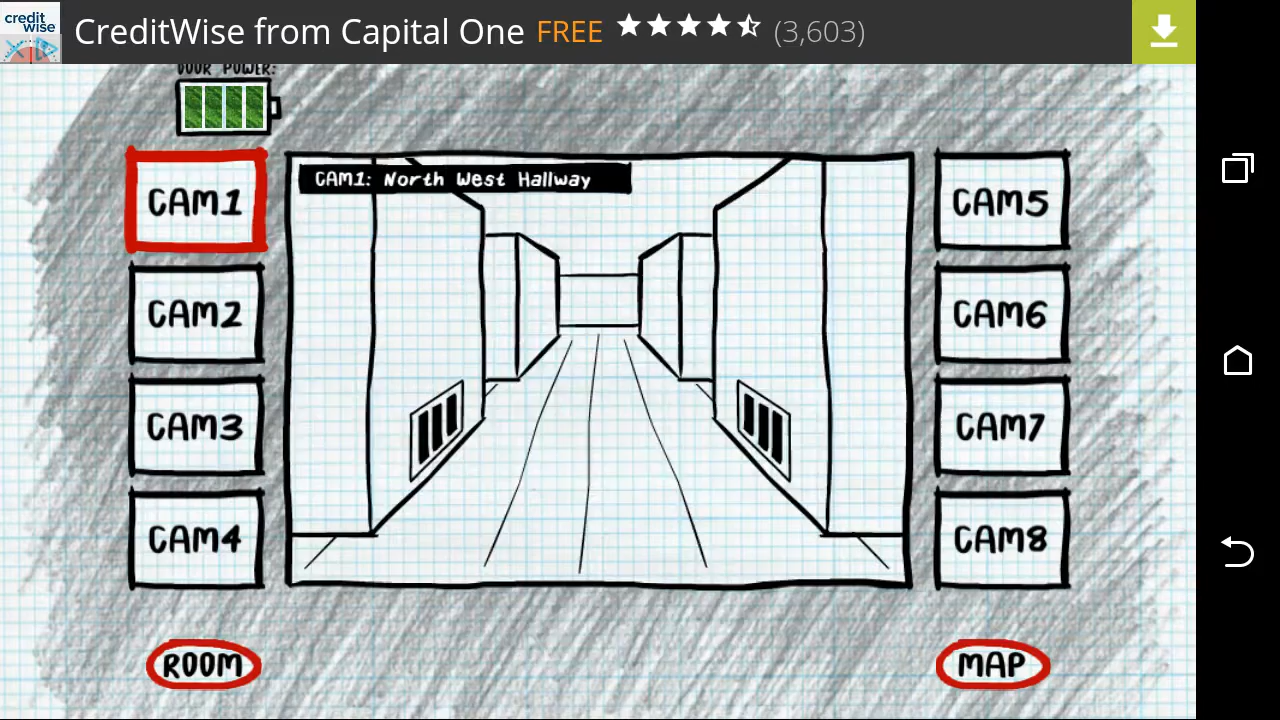 credit
wise
CreditWise from Capital One FREE (3,603)
DOOR POWER:
CAM1
CAM2
CAM3
CAM4
CAM1: North West Hallway
CAM5
CAM6
CAM7
CAM8
ROOM
MAP